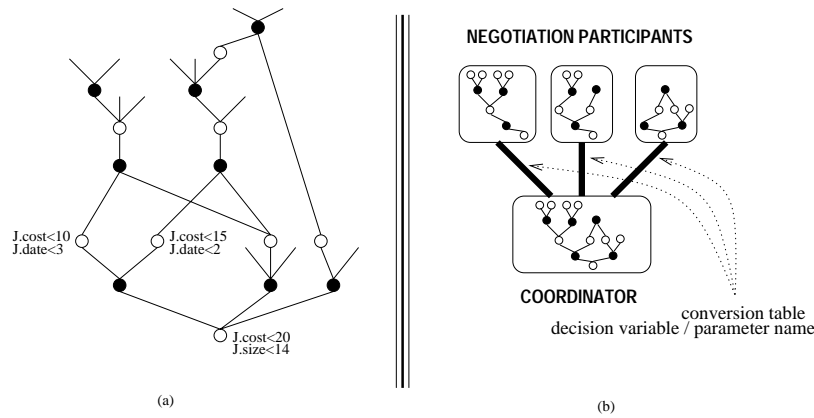 J.cost<10
J.date<3
J.cost<15
J.date<2
J.cost<20
J.size<14
(a)
NEGOTIATION PARTICIPANTS
COORDINATOR
conversion table
decision variable / parameter name
(b)